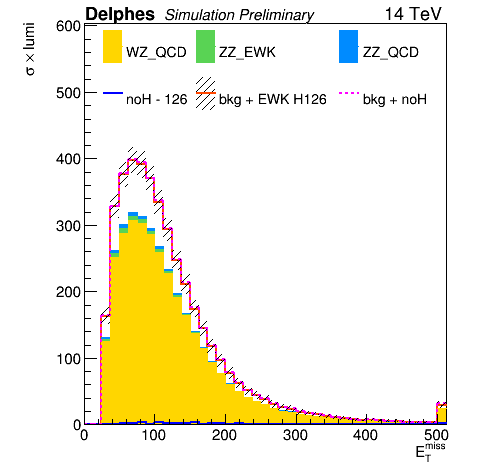 Delphes Simulation Preliminary 14 TeV
σ × lumi
600
WZ_QCD ZZ_EWK ZZ_QCD
500
noH - 126 bkg + EWK H126 bkg + noH
400
300
200
100
0
0 100 200 300 400 500
E_T^miss